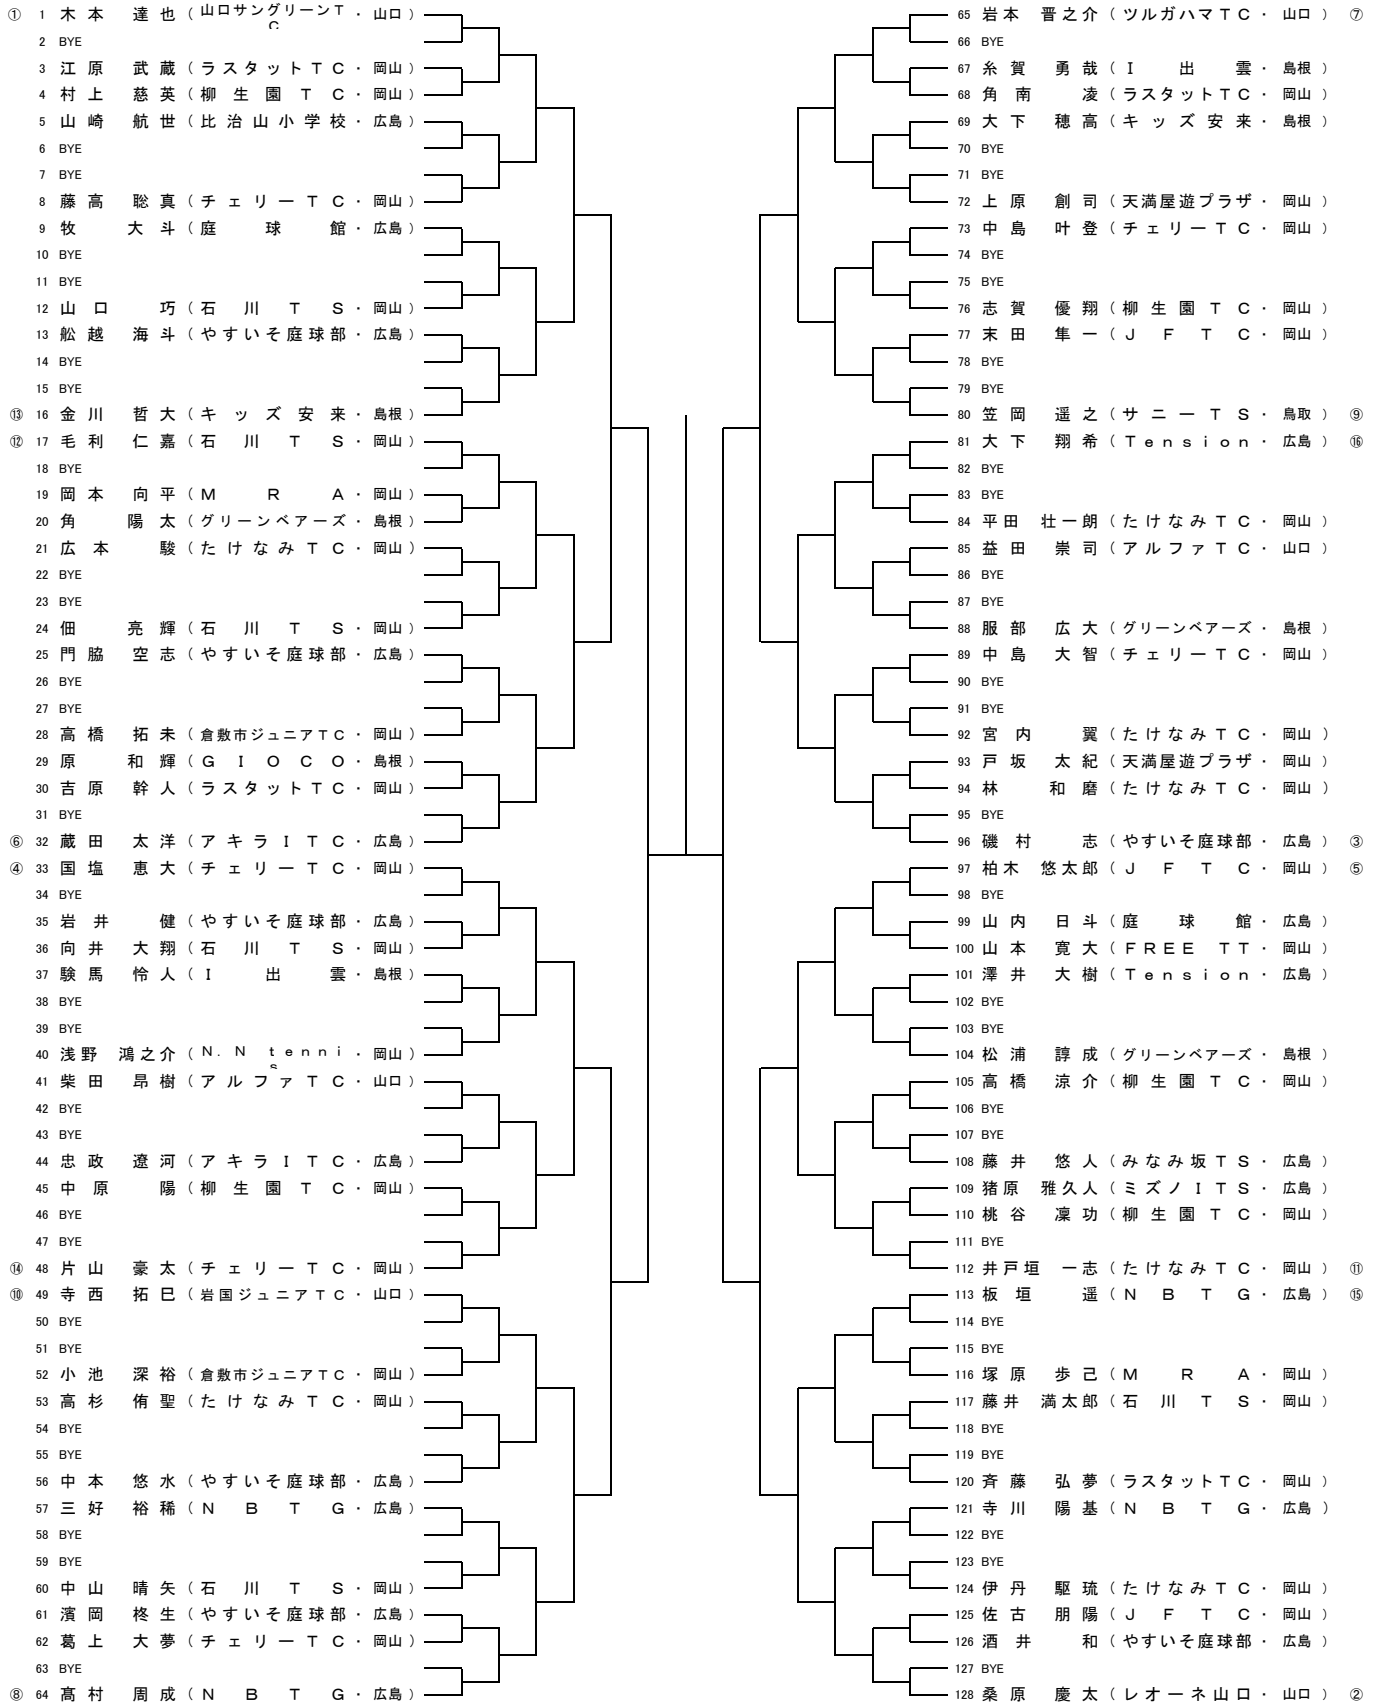 ① 1 木本 達也（山口サングリーンTC・山口）
2 BYE
3 江原 武蔵（ラスタットTC・岡山）
4 村上 慈英（柳生園TC・岡山）
5 山崎 航世（比治山小学校・広島）
6 BYE
7 BYE
8 藤高 聡真（チェリーTC・岡山）
9 牧 大斗（庭球館・広島）
10 BYE
11 BYE
12 山口 巧（石川TS・岡山）
13 舩越 海斗（やすいそ庭球部・広島）
14 BYE
15 BYE
⑬ 16 金川 哲大（キッズ安来・島根）
⑫ 17 毛利 仁嘉（石川TS・岡山）
18 BYE
19 岡本 向平（MRA・岡山）
20 角 陽太（グリーンベアーズ・島根）
21 広本 駿（たけなみTC・岡山）
22 BYE
23 BYE
24 佃 亮輝（石川TS・岡山）
25 門脇 空志（やすいそ庭球部・広島）
26 BYE
27 BYE
28 高橋 拓未（倉敷市ジュニアTC・岡山）
29 原 和輝（GIOCO・島根）
30 吉原 幹人（ラスタットTC・岡山）
31 BYE
⑥ 32 蔵田 太洋（アキラITC・広島）
④ 33 国塩 恵大（チェリーTC・岡山）
34 BYE
35 岩井 健（やすいそ庭球部・広島）
36 向井 大翔（石川TS・岡山）
37 験馬 怜人（I出雲・島根）
38 BYE
39 BYE
40 浅野 鴻之介（N.N tennis・岡山）
41 柴田 昂樹（アルファTC・山口）
42 BYE
43 BYE
44 忠政 遼河（アキラITC・広島）
45 中原 陽（柳生園TC・岡山）
46 BYE
47 BYE
⑭ 48 片山 豪太（チェリーTC・岡山）
⑩ 49 寺西 拓巳（岩国ジュニアTC・山口）
50 BYE
51 BYE
52 小池 深裕（倉敷市ジュニアTC・岡山）
53 高杉 侑聖（たけなみTC・岡山）
54 BYE
55 BYE
56 中本 悠水（やすいそ庭球部・広島）
57 三好 裕稀（NBTG・広島）
58 BYE
59 BYE
60 中山 晴矢（石川TS・岡山）
61 濱岡 柊生（やすいそ庭球部・広島）
62 葛上 大夢（チェリーTC・岡山）
63 BYE
⑧ 64 髙村 周成（NBTG・広島）
65 岩本 晋之介（ツルガハマTC・山口）⑦
66 BYE
67 糸賀 勇哉（I出雲・島根）
68 角南 凌（ラスタットTC・岡山）
69 大下 穂高（キッズ安来・島根）
70 BYE
71 BYE
72 上原 創司（天満屋遊プラザ・岡山）
73 中島 叶登（チェリーTC・岡山）
74 BYE
75 BYE
76 志賀 優翔（柳生園TC・岡山）
77 末田 隼一（JFTC・岡山）
78 BYE
79 BYE
80 笠岡 遥之（サニーTS・鳥取）⑨
81 大下 翔希（Tension・広島）⑯
82 BYE
83 BYE
84 平田 壮一朗（たけなみTC・岡山）
85 益田 崇司（アルファTC・山口）
86 BYE
87 BYE
88 服部 広大（グリーンベアーズ・島根）
89 中島 大智（チェリーTC・岡山）
90 BYE
91 BYE
92 宮内 翼（たけなみTC・岡山）
93 戸坂 太紀（天満屋遊プラザ・岡山）
94 林 和磨（たけなみTC・岡山）
95 BYE
96 磯村 志（やすいそ庭球部・広島）③
97 柏木 悠太郎（JFTC・岡山）⑤
98 BYE
99 山内 日斗（庭球館・広島）
100 山本 寛大（FREE TT・岡山）
101 澤井 大樹（Tension・広島）
102 BYE
103 BYE
104 松浦 諄成（グリーンベアーズ・島根）
105 高橋 涼介（柳生園TC・岡山）
106 BYE
107 BYE
108 藤井 悠人（みなみ坂TS・広島）
109 猪原 雅久人（ミズノITS・広島）
110 桃谷 凜功（柳生園TC・岡山）
111 BYE
112 井戸垣 一志（たけなみTC・岡山）⑪
113 板垣 遥（NBTG・広島）⑮
114 BYE
115 BYE
116 塚原 歩己（MRA・岡山）
117 藤井 満太郎（石川TS・岡山）
118 BYE
119 BYE
120 斉藤 弘夢（ラスタットTC・岡山）
121 寺川 陽基（NBTG・広島）
122 BYE
123 BYE
124 伊丹 駆琉（たけなみTC・岡山）
125 佐古 朋陽（JFTC・岡山）
126 酒井 和（やすいそ庭球部・広島）
127 BYE
128 桑原 慶太（レオーネ山口・山口）②